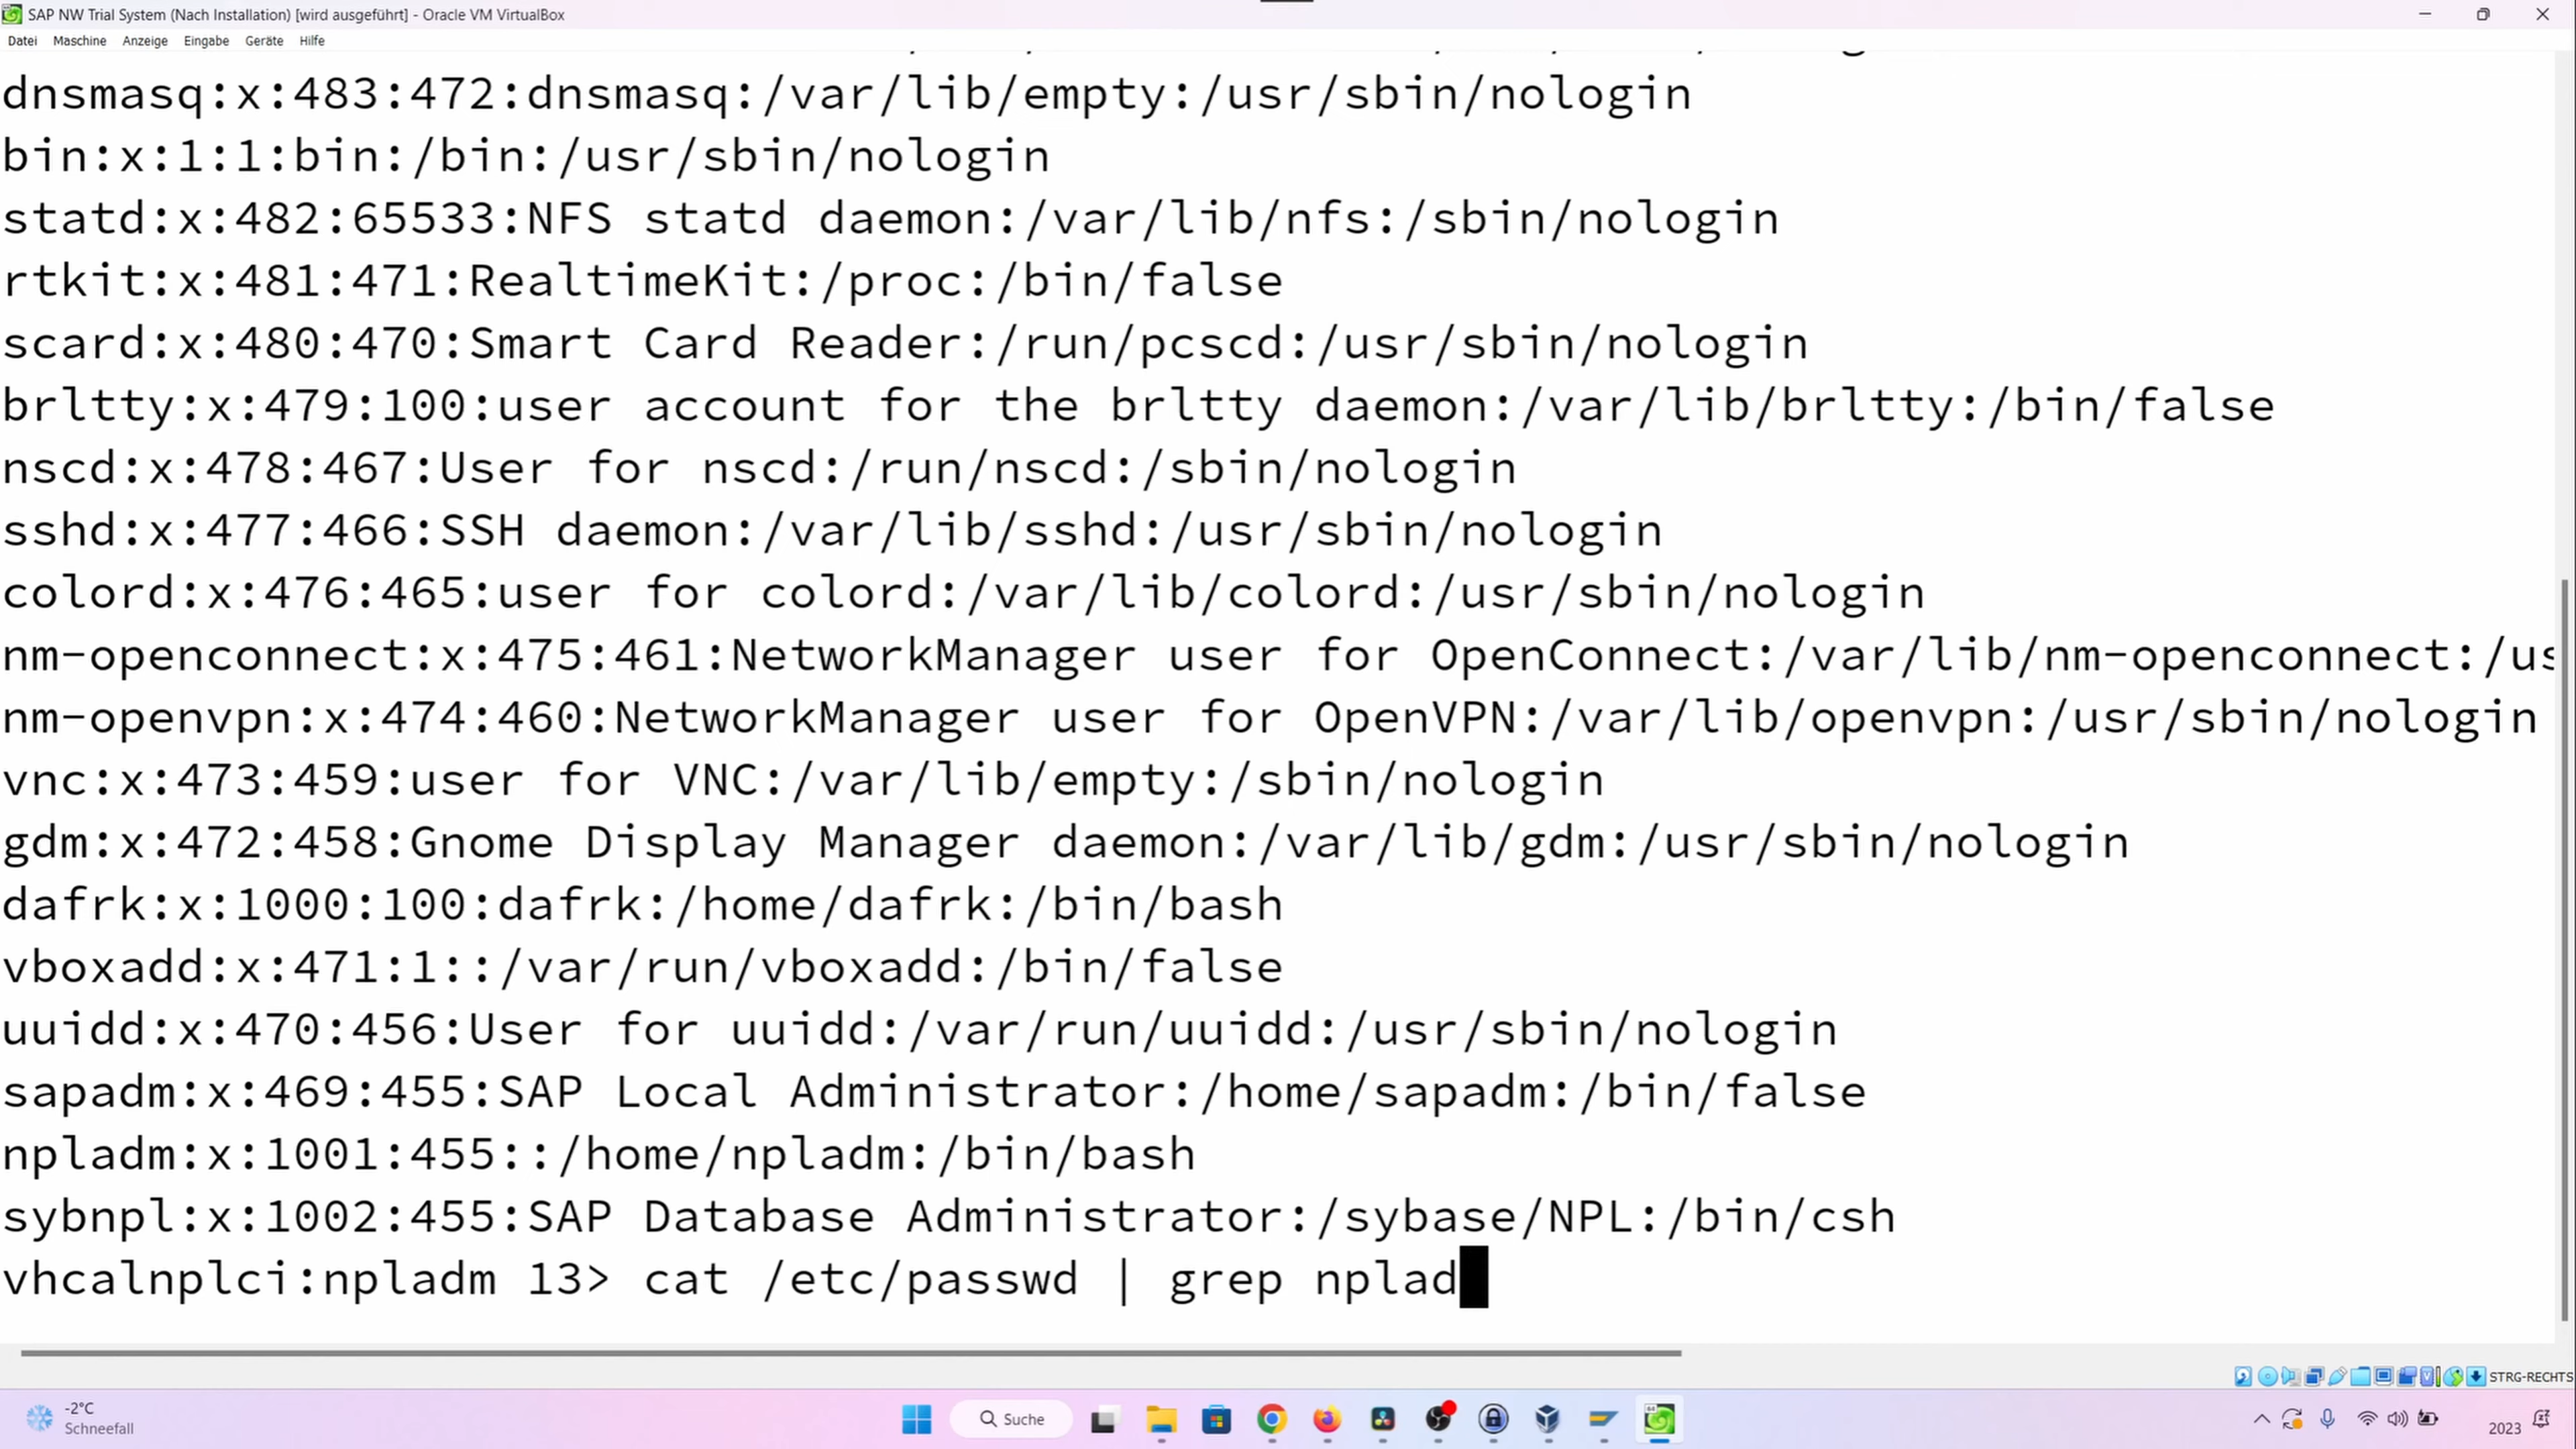 SAP NW Trial System (Nach Installation) [wird ausgeführt] - Oracle VM VirtualBox
Datei Maschine Anzeige Eingabe Geräte Hilfe
dnsmasq:x:483:472:dnsmasq:/var/lib/empty:/usr/sbin/nologin
bin:x:1:1:bin:/bin:/usr/sbin/nologin
statd:x:482:65533:NFS statd daemon:/var/lib/nfs:/sbin/nologin
rtkit:x:481:471:RealtimeKit:/proc:/bin/false
scard:x:480:470:Smart Card Reader:/run/pcscd:/usr/sbin/nologin
brltty:x:479:100:user account for the brltty daemon:/var/lib/brltty:/bin/false
nscd:x:478:467:User for nscd:/run/nscd:/sbin/nologin
sshd:x:477:466:SSH daemon:/var/lib/sshd:/usr/sbin/nologin
colord:x:476:465:user for colord:/var/lib/colord:/usr/sbin/nologin
nm-openconnect:x:475:461:NetworkManager user for OpenConnect:/var/lib/nm-openconnect:/us
nm-openvpn:x:474:460:NetworkManager user for OpenVPN:/var/lib/openvpn:/usr/sbin/nologin
vnc:x:473:459:user for VNC:/var/lib/empty:/sbin/nologin
gdm:x:472:458:Gnome Display Manager daemon:/var/lib/gdm:/usr/sbin/nologin
dafrk:x:1000:100:dafrk:/home/dafrk:/bin/bash
vboxadd:x:471:1::/var/run/vboxadd:/bin/false
uuidd:x:470:456:User for uuidd:/var/run/uuidd:/usr/sbin/nologin
sapadm:x:469:455:SAP Local Administrator:/home/sapadm:/bin/false
npladm:x:1001:455::/home/npladm:/bin/bash
sybnpl:x:1002:455:SAP Database Administrator:/sybase/NPL:/bin/csh
vhcalnplci:npladm 13> cat /etc/passwd | grep nplad
STRG-RECHTS
-2°C
Schneefall
Suche
2023